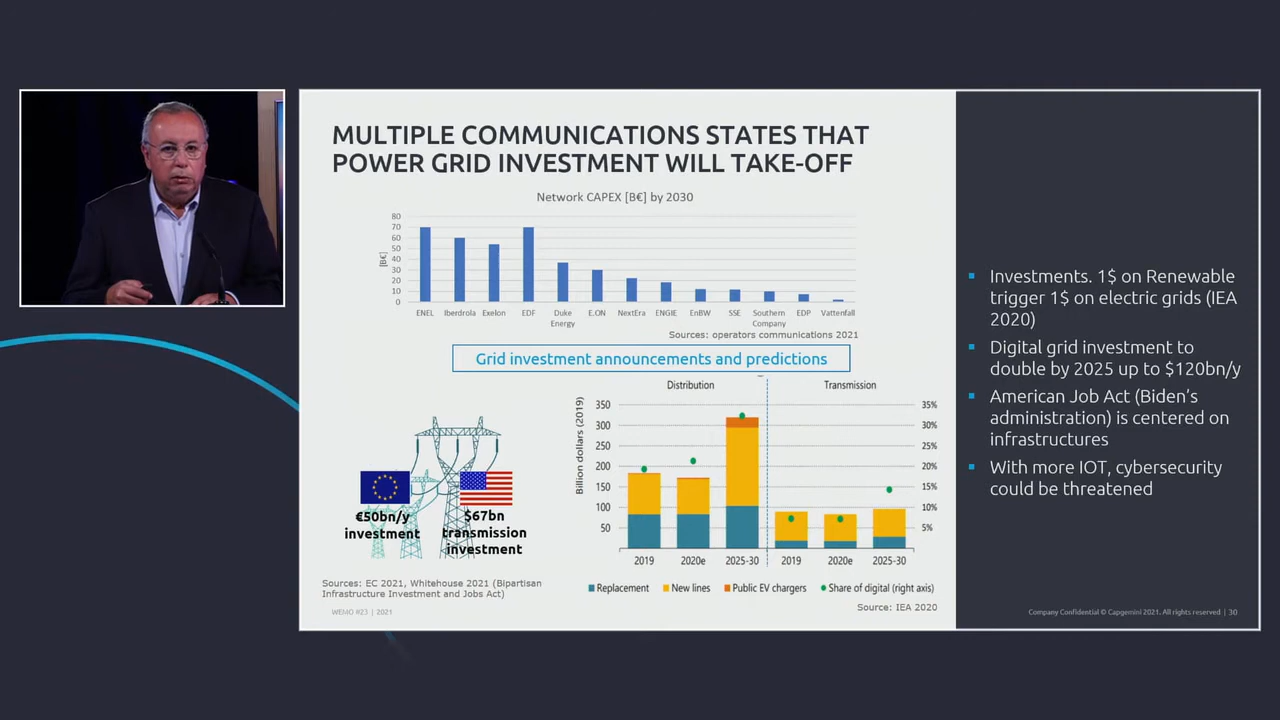 MULTIPLE COMMUNICATIONS STATES THAT
POWER GRID INVESTMENT WILL TAKE-OFF
Network CAPEX [B€] by 2030
80
70
60
50
40
30
20
10
0
[B€]
ENEL Iberdrola Exelon EDF Duke Energy E.ON NextEra ENGIE EnBW SSE Southern Company EDP Vattenfall
Sources: operators communications 2021
Grid investment announcements and predictions
Distribution Transmission
Billion dollars (2019)
350 35%
300 30%
250 25%
200 20%
150 15%
100 10%
50 5%
2019 2020e 2025-30 2019 2020e 2025-30
Replacement New lines Public EV chargers Share of digital (right axis)
Source: IEA 2020
€50bn/y
investment
$67bn
transmission
investment
Sources: EC 2021, Whitehouse 2021 (Bipartisan
Infrastructure Investment and Jobs Act)
WEMO #23 | 2021
Investments. 1$ on Renewable
trigger 1$ on electric grids (IEA
2020)
Digital grid investment to
double by 2025 up to $120bn/y
American Job Act (Biden's
administration) is centered on
infrastructures
With more IOT, cybersecurity
could be threatened
Company Confidential © Capgemini 2021. All rights reserved | 30